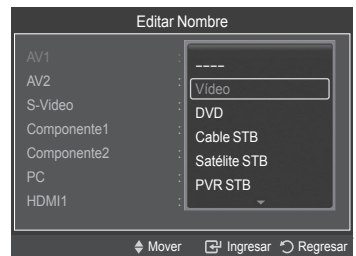 Editar Nombre
AV1 :
AV2 :
S-Video :
Componente1 :
Componente2 :
PC :
HDMI1 :
----
Vídeo
DVD
Cable STB
Satélite STB
PVR STB
Mover Ingresar Regresar